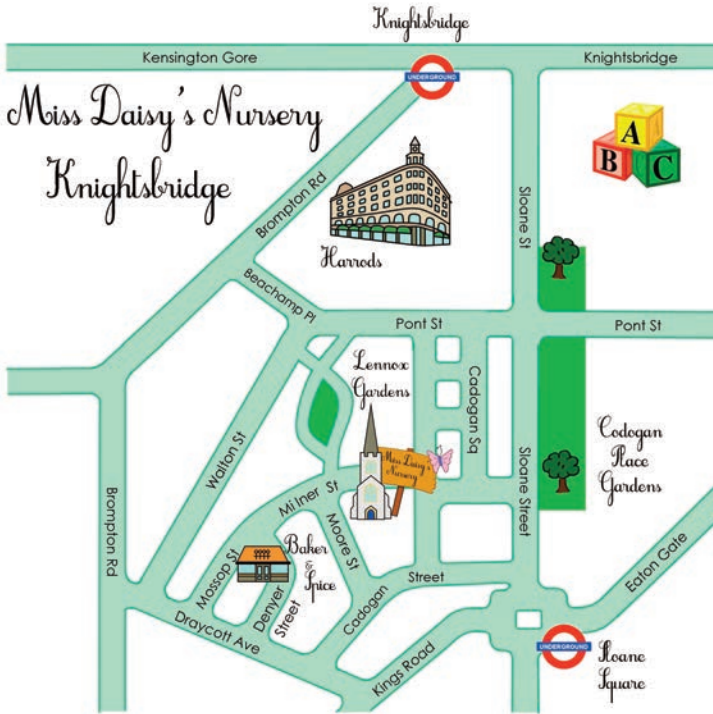 Knightsbridge
Kensington Gore
Knightsbridge
UNDERGROUND
Miss Daisy's Nursery
Knightsbridge
A
B
C
Brompton Rd
Sloane St
Harrods
Beachamp Pl
Pont St
Pont St
Lennox
Gardens
Cadogan Sq
Walton St
Miss Daisy's
Nursery
Codogan
Place
Gardens
Brompton Rd
Sloane Street
Milner St
Moore St
Mossop St
Baker
&
Spice
Denyer
Street
Cadogan
Street
Eaton Gate
Draycott Ave
Kings Road
UNDERGROUND
Sloane
Square